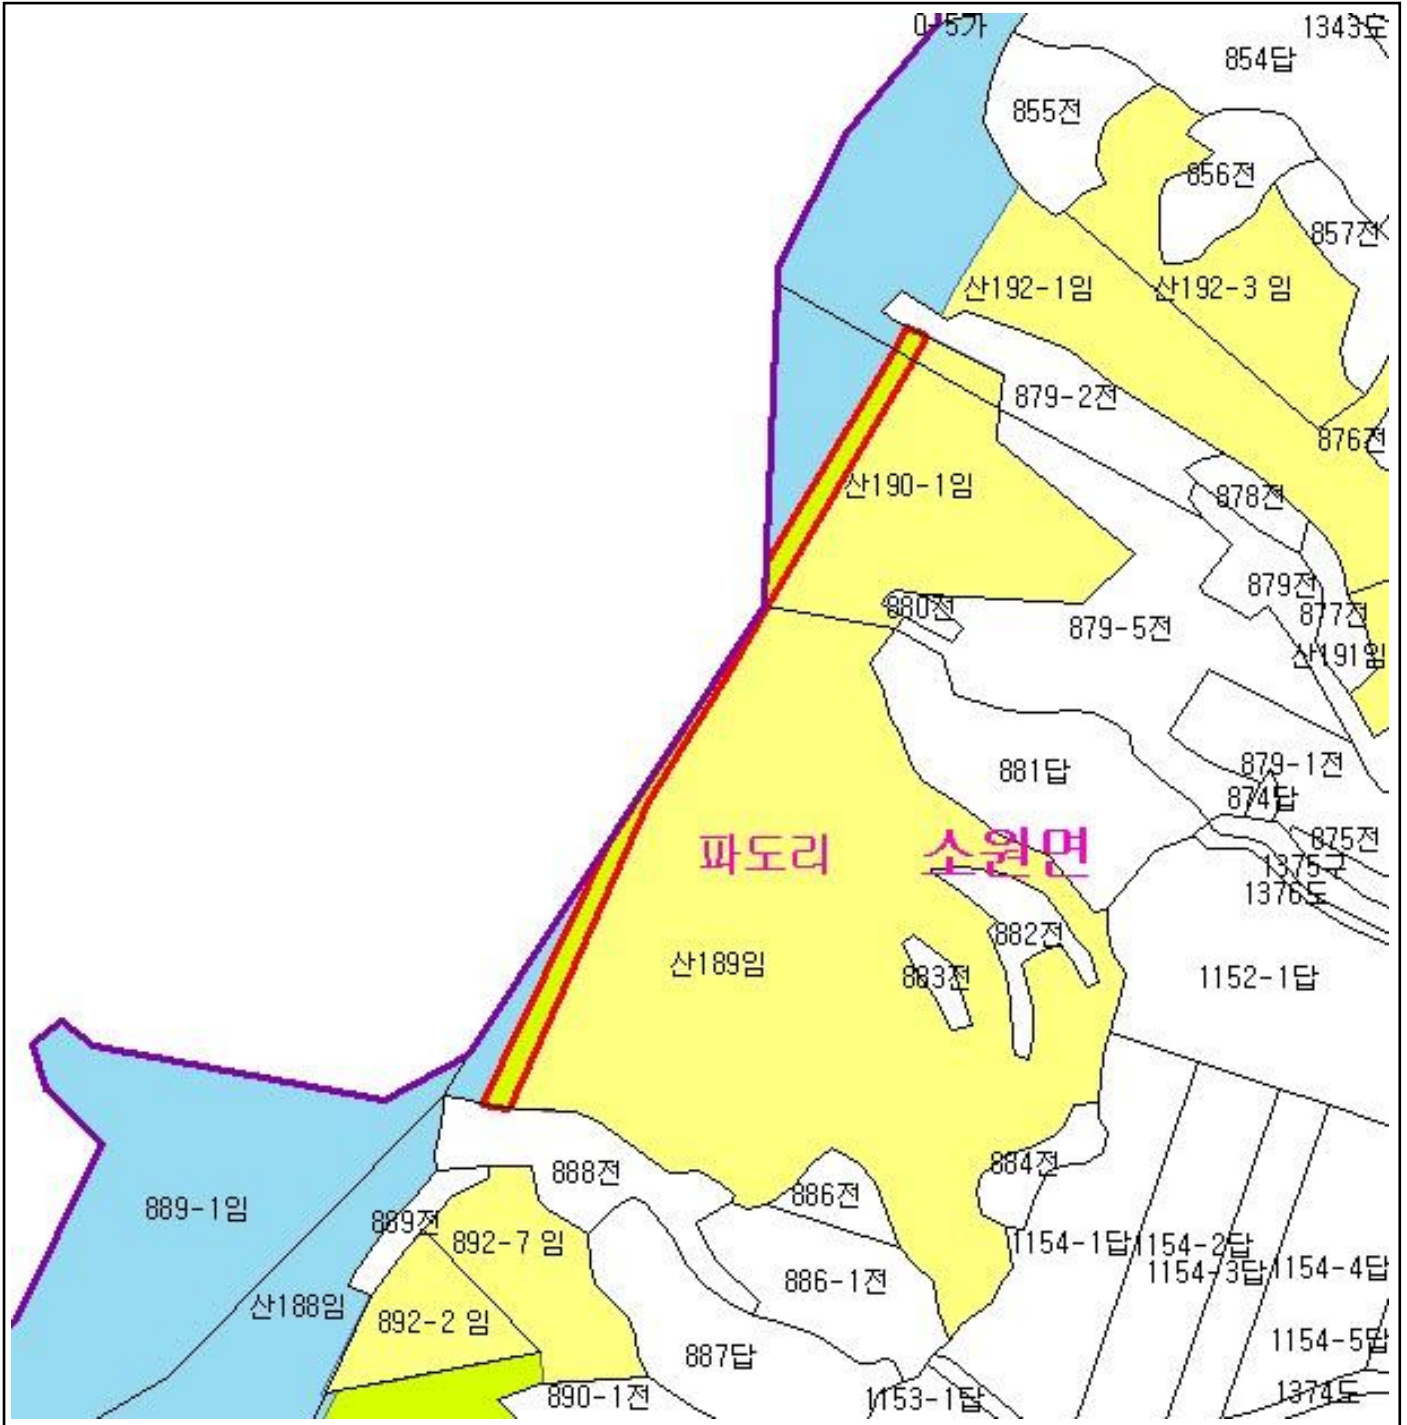 0-5가
1343도
854답
855전
856전
857전
산192-1임
산192-3 임
879-2전
876전
산190-1임
878전
879전
880전
877전
879-5전
산191임
879-1전
881답
874답
875전
파도리
소원면
1375구
1376도
882전
산189임
883전
1152-1답
884전
888전
886전
889-1임
889전
892-7 임
1154-1답
1154-2답
1154-3답
1154-4답
886-1전
산188임
892-2 임
887답
1154-5답
890-1전
1153-1답
1374도